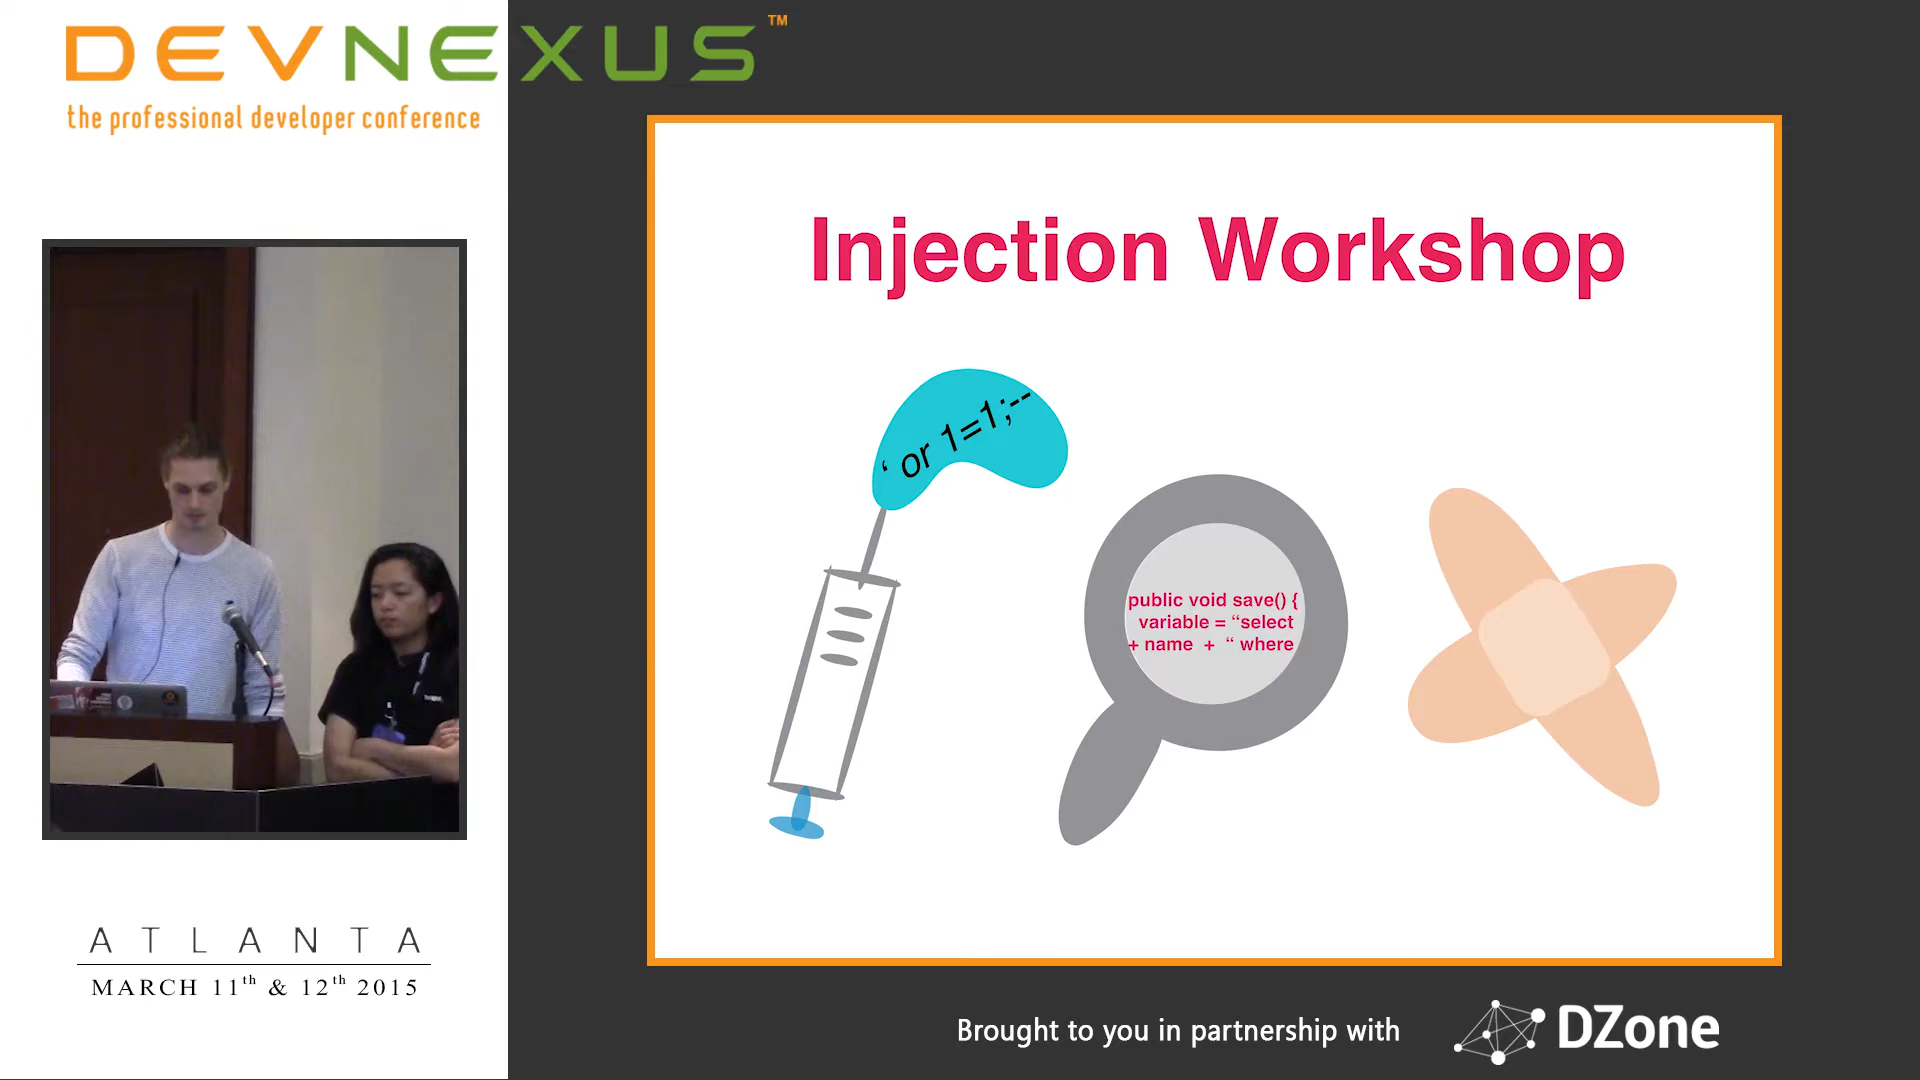 DEVNEXUS™
the professional developer conference
Injection Workshop
‘ or 1=1;--
public void save() {
variable = “select
+ name + “ where
ATLANTA
MARCH 11th & 12th 2015
Brought to you in partnership with
DZone